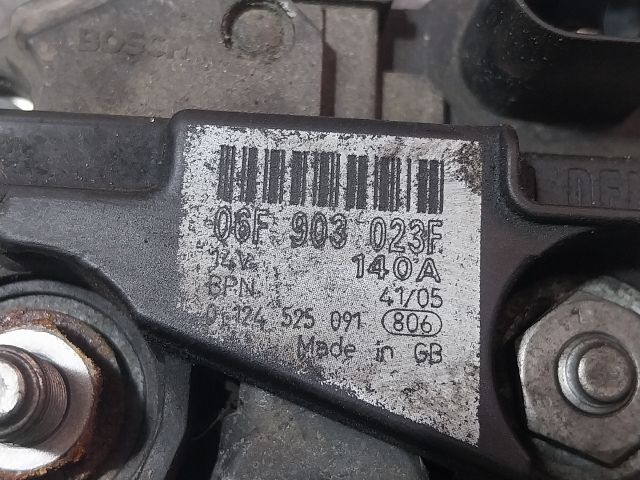 BOSCH
06F 903 023F
14V 140A
BPN 41/05
0 124 525 091 806
Made in GB